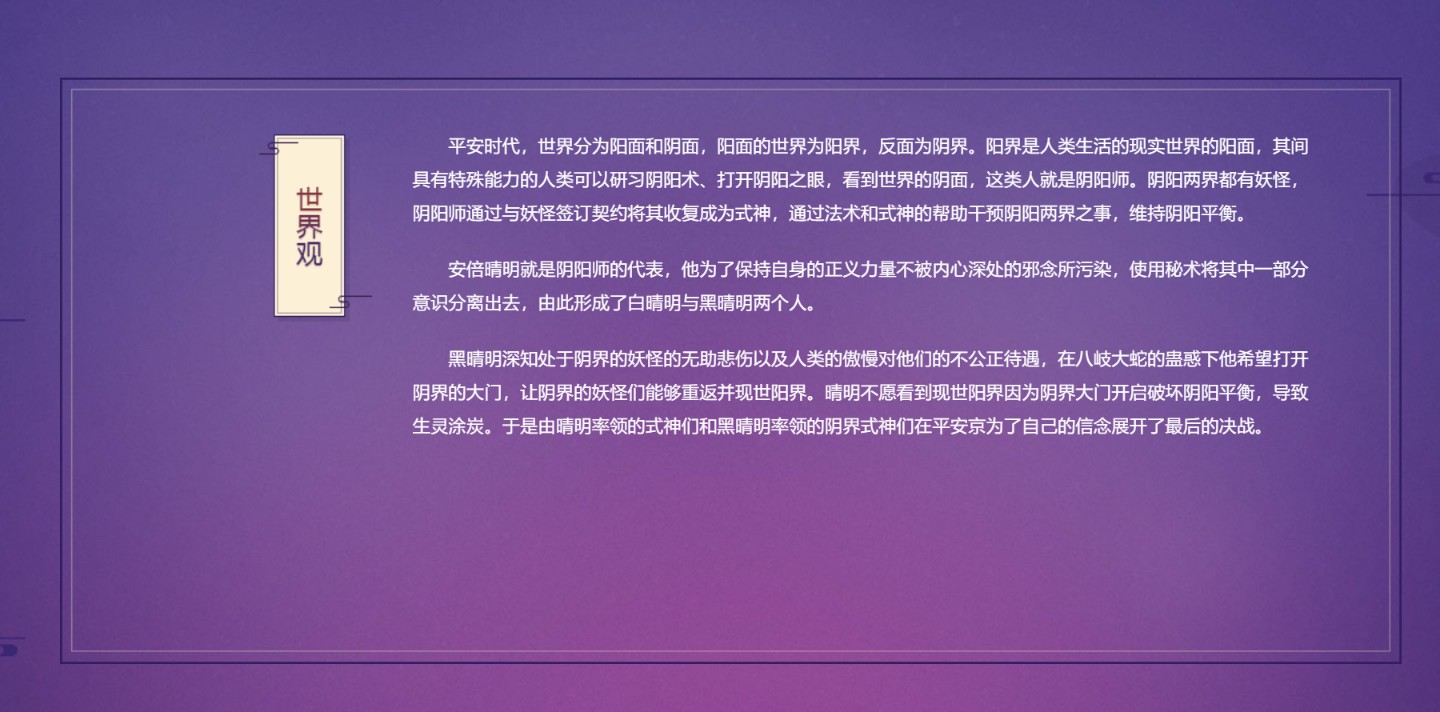 世界观
平安时代，世界分为阳面和阴面，阳面的世界为阳界，反面为阴界。阳界是人类生活的现实世界的阳面，其间
具有特殊能力的人类可以研习阴阳术、打开阴阳之眼，看到世界的阴面，这类人就是阴阳师。阴阳两界都有妖怪，
阴阳师通过与妖怪签订契约将其收复成为式神，通过法术和式神的帮助干预阴阳两界之事，维持阴阳平衡。
安倍晴明就是阴阳师的代表，他为了保持自身的正义力量不被内心深处的邪念所污染，使用秘术将其中一部分
意识分离出去，由此形成了白晴明与黑晴明两个人。
黑晴明深知处于阴界的妖怪的无助悲伤以及人类的傲慢对他们的不公正待遇，在八岐大蛇的蛊惑下他希望打开
阴界的大门，让阴界的妖怪们能够重返并现世阳界。晴明不愿看到现世阳界因为阴界大门开启破坏阴阳平衡，导致
生灵涂炭。于是由晴明率领的式神们和黑晴明率领的阴界式神们在平安京为了自己的信念展开了最后的决战。